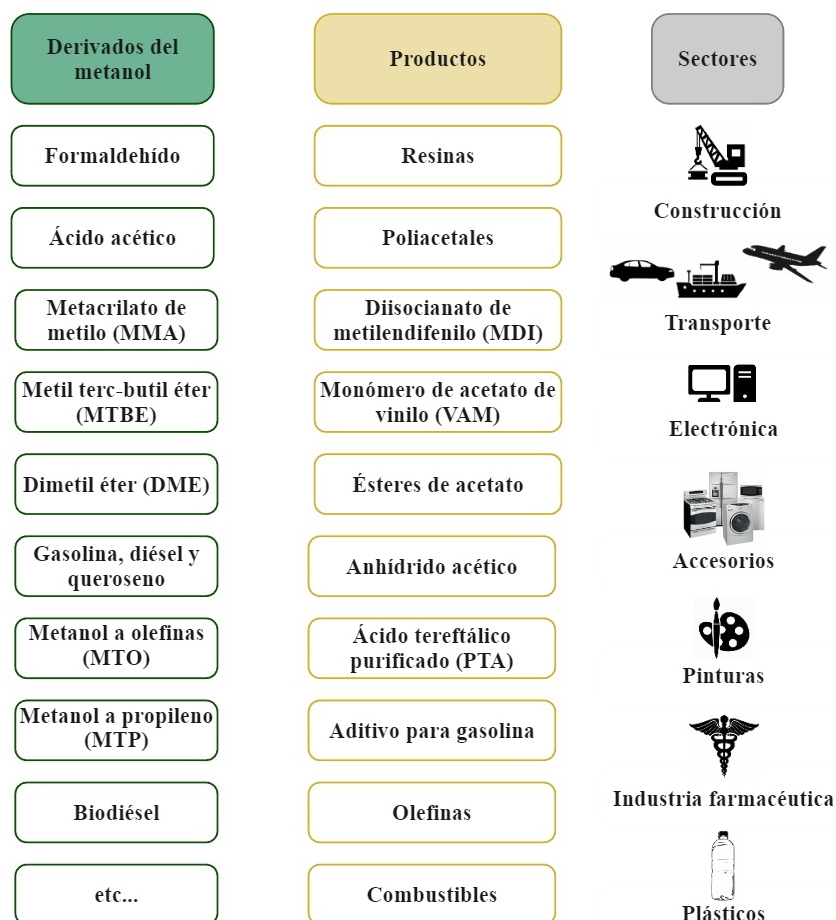 Derivados del
metanol
Productos
Sectores
Formaldehído
Resinas
Construcción
Ácido acético
Poliacetales
Metacrilato de
metilo (MMA)
Diisocianato de
metilendifenilo (MDI)
Transporte
Metil terc-butil éter
(MTBE)
Monómero de acetato de
vinilo (VAM)
Electrónica
Dimetil éter (DME)
Ésteres de acetato
Accesorios
Gasolina, diésel y
queroseno
Anhídrido acético
Metanol a olefinas
(MTO)
Ácido tereftálico
purificado (PTA)
Pinturas
Metanol a propileno
(MTP)
Aditivo para gasolina
Industria farmacéutica
Biodiésel
Olefinas
etc...
Combustibles
Plásticos